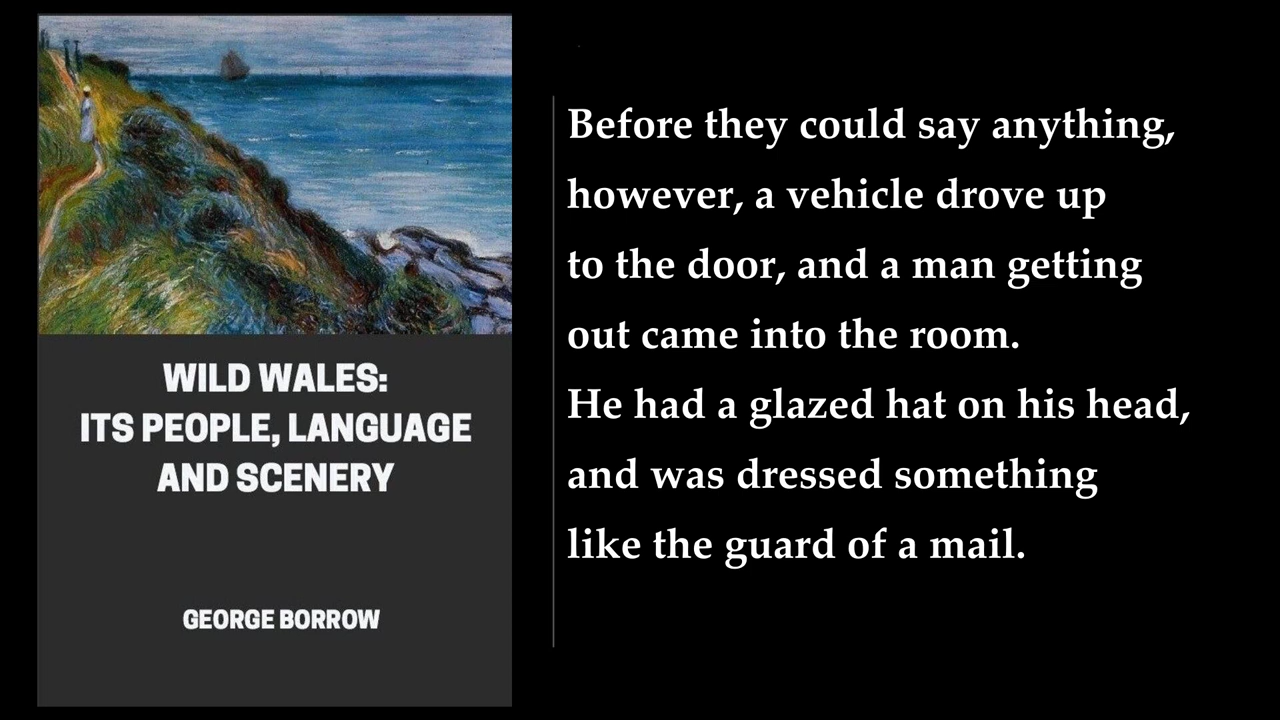 WILD WALES:
ITS PEOPLE, LANGUAGE
AND SCENERY
GEORGE BORROW
Before they could say anything,
however, a vehicle drove up
to the door, and a man getting
out came into the room.
He had a glazed hat on his head,
and was dressed something
like the guard of a mail.